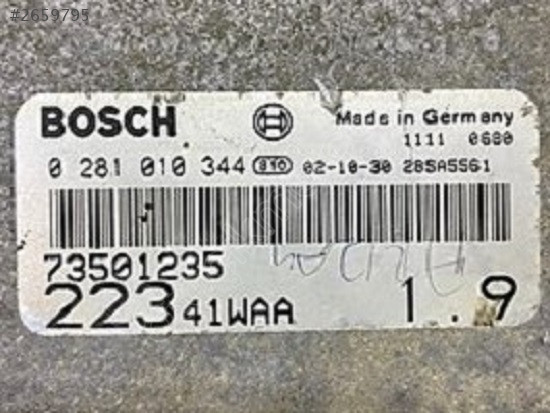 #2659795
BOSCH Made in Germany
1111 0680
0 281 010 344 02-10-30 28SA5561
73501235
223 41WAA 1.9